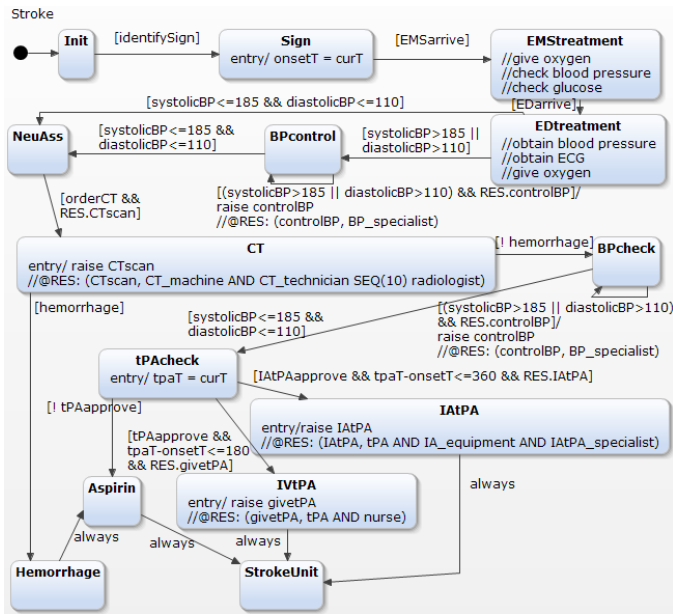 Stroke
Init
[identifySign]
Sign
entry/ onsetT = curT
[EMSarrive]
EMStreatment
//give oxygen
//check blood pressure
//check glucose
[systolicBP<=185 && diastolicBP<=110]
[EDarrive]
NeuAss
[systolicBP<=185 &&
diastolicBP<=110]
BPcontrol
[systolicBP>185 ||
diastolicBP>110]
EDtreatment
//obtain blood pressure
//obtain ECG
//give oxygen
[(systolicBP>185 || diastolicBP>110) && RES.controlBP]/
raise controlBP
//@RES: (controlBP, BP_specialist)
[orderCT &&
RES.CTscan]
CT
entry/ raise CTscan
//@RES: (CTscan, CT_machine AND CT_technician SEQ(10) radiologist)
[! hemorrhage]
BPcheck
[hemorrhage]
[systolicBP<=185 &&
diastolicBP<=110]
[(systolicBP>185 || diastolicBP>110)
&& RES.controlBP]/
raise controlBP
//@RES: (controlBP, BP_specialist)
tPAcheck
entry/ tpaT = curT
[IAtPAapprove && tpaT-onsetT<=360 && RES.IAtPA]
[! tPAapprove]
[tPAapprove &&
tpaT-onsetT<=180
&& RES.givetPA]
IAtPA
entry/raise IAtPA
//@RES: (IAtPA, tPA AND IA_equipment AND IAtPA_specialist)
Aspirin
IVtPA
entry/ raise givetPA
//@RES: (givetPA, tPA AND nurse)
always
always
always
always
Hemorrhage
StrokeUnit